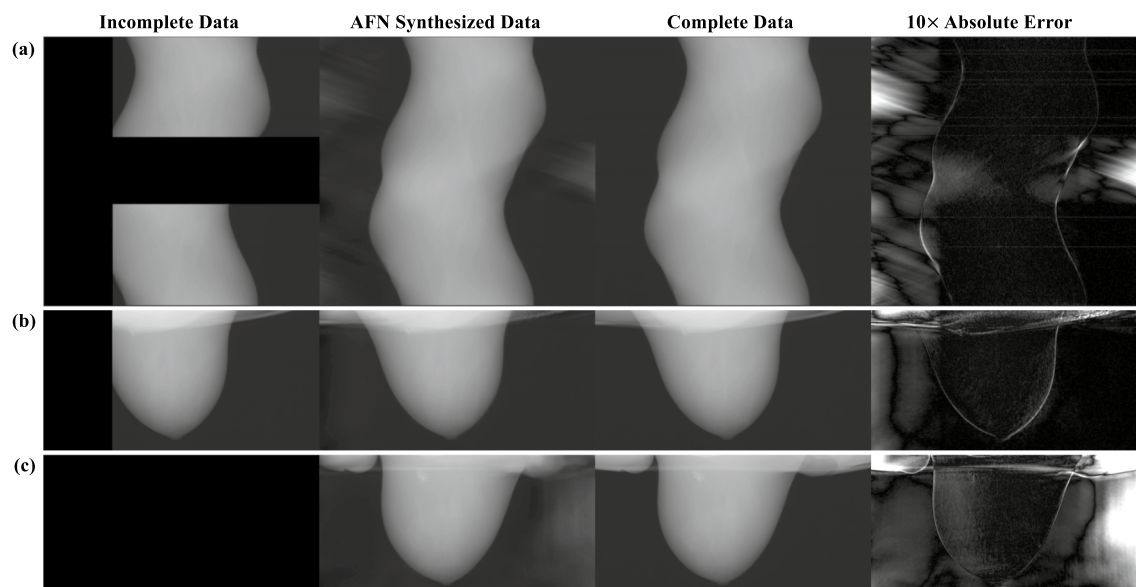 Incomplete Data AFN Synthesized Data Complete Data 10× Absolute Error
(a)
(b)
(c)